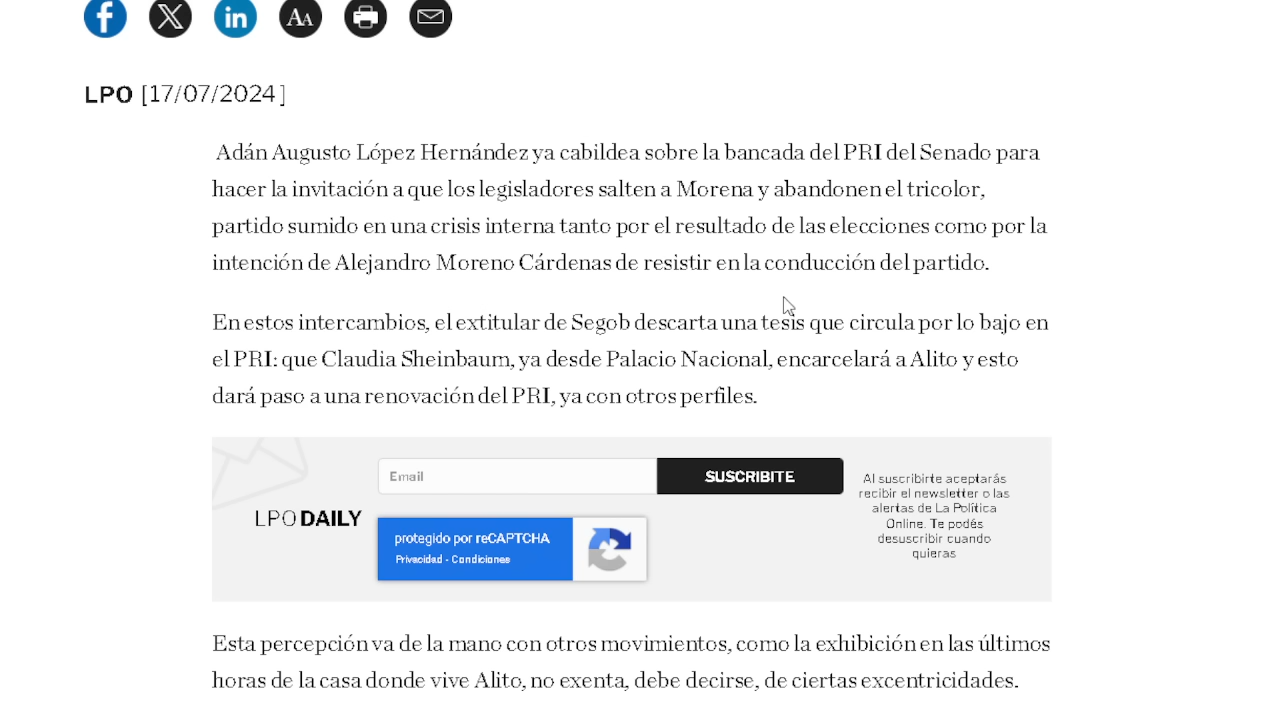 f X in AA
LPO [17/07/2024]
Adán Augusto López Hernández ya cabildea sobre la bancada del PRI del Senado para
hacer la invitación a que los legisladores salten a Morena y abandonen el tricolor,
partido sumido en una crisis interna tanto por el resultado de las elecciones como por la
intención de Alejandro Moreno Cárdenas de resistir en la conducción del partido.
En estos intercambios, el extitular de Segob descarta una tesis que circula por lo bajo en
el PRI: que Claudia Sheinbaum, ya desde Palacio Nacional, encarcelará a Alito y esto
dará paso a una renovación del PRI, ya con otros perfiles.
LPO DAILY
Email
SUSCRIBITE
protegido por reCAPTCHA
Privacidad - Condiciones
Al suscribirte aceptarás
recibir el newsletter o las
alertas de La Política
Online. Te podés
desuscribir cuando
quieras
Esta percepción va de la mano con otros movimientos, como la exhibición en las últimos
horas de la casa donde vive Alito, no exenta, debe decirse, de ciertas excentricidades.